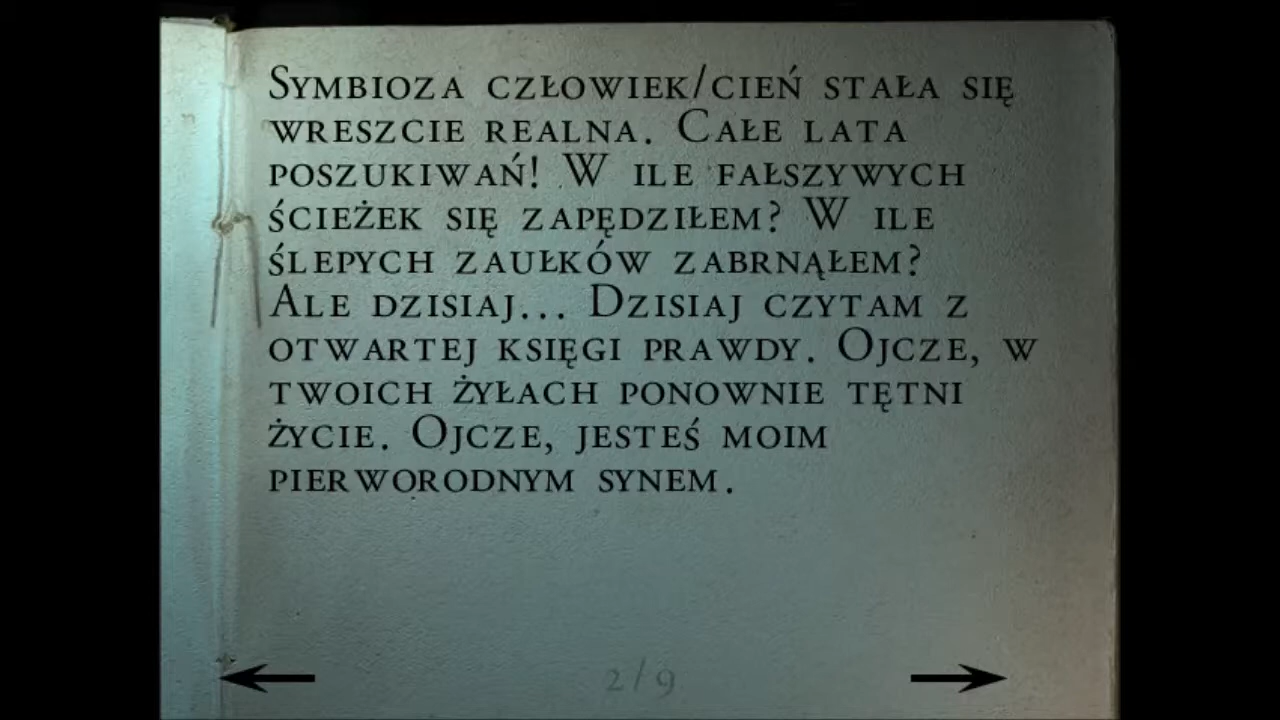 Symbioza człowiek/cień stała się
wreszcie realna. Całe lata
poszukiwań! W ile fałszywych
ścieżek się zapędziłem? W ile
ślepych zaułków zabrnąłem?
Ale dzisiaj... Dzisiaj czytam z
otwartej księgi prawdy. Ojcze, w
twoich żyłach ponownie tętni
życie. Ojcze, jesteś moim
pierworodnym synem.
2/9